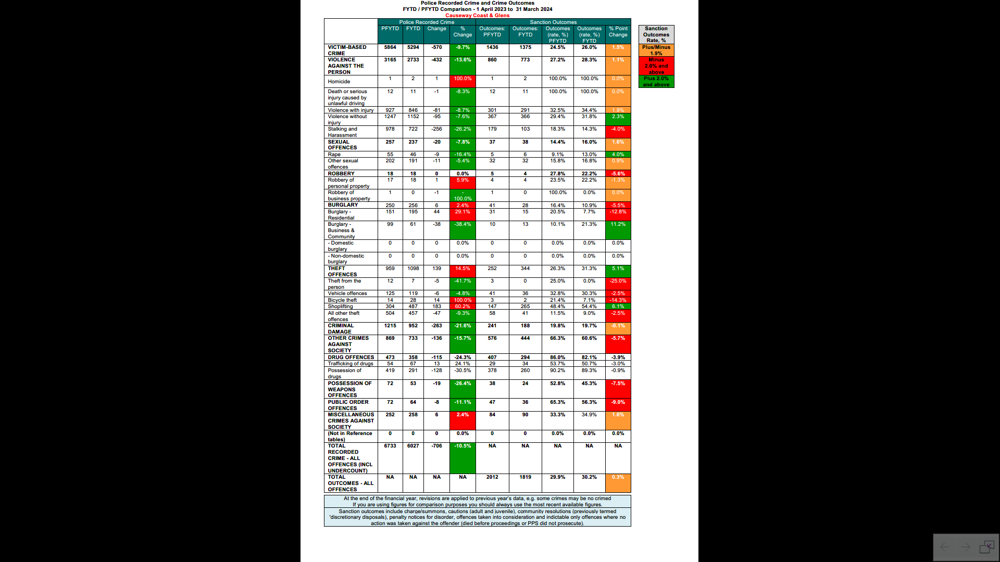 Police Recorded Crime and Crime Outcomes
FYTD / PFYTD Comparison - 1 April 2023 to 31 March 2024
Causeway Coast & Glens
Police Recorded Crime Sanction Outcomes
PFYTD FYTD Change % Change Outcomes: PFYTD Outcomes: FYTD Outcomes (rate, %) PFYTD Outcomes (rate, %) FYTD % Point Change
VICTIM-BASED CRIME 5864 5294 -570 -9.7% 1436 1375 24.5% 26.0% 1.5%
VIOLENCE AGAINST THE PERSON 3165 2733 -432 -13.6% 860 773 27.2% 28.3% 1.1%
Homicide 1 2 1 100.0% 1 2 100.0% 100.0% 0.0%
Death or serious injury caused by unlawful driving 12 11 -1 -8.3% 12 11 100.0% 100.0% 0.0%
Violence with injury 927 846 -81 -8.7% 301 291 32.5% 34.4% 1.9%
Violence without injury 1247 1152 -95 -7.6% 367 366 29.4% 31.8% 2.3%
Stalking and Harassment 978 722 -256 -26.2% 179 103 18.3% 14.3% -4.0%
SEXUAL OFFENCES 257 237 -20 -7.8% 37 38 14.4% 16.0% 1.6%
Rape 55 46 -9 -16.4% 5 6 9.1% 13.0% 4.0%
Other sexual offences 202 191 -11 -5.4% 32 32 15.8% 16.8% 0.9%
ROBBERY 18 18 0 0.0% 5 4 27.8% 22.2% -5.6%
Robbery of personal property 17 18 1 5.9% 4 4 23.5% 22.2% -1.3%
Robbery of business property 1 0 -1 -100.0% 1 0 100.0% 0.0% 0.0%
BURGLARY 250 256 6 2.4% 41 28 16.4% 10.9% -5.5%
Burglary - Residential 151 195 44 29.1% 31 15 20.5% 7.7% -12.8%
Burglary - Business & Community 99 61 -38 -38.4% 10 13 10.1% 21.3% 11.2%
- Domestic burglary 0 0 0 0.0% 0 0 0.0% 0.0% 0.0%
- Non-domestic burglary 0 0 0 0.0% 0 0 0.0% 0.0% 0.0%
THEFT OFFENCES 959 1098 139 14.5% 252 344 26.3% 31.3% 5.1%
Theft from the person 12 7 -5 -41.7% 3 0 25.0% 0.0% -25.0%
Vehicle offences 125 119 -6 -4.8% 41 36 32.8% 30.3% -2.5%
Bicycle theft 14 28 14 100.0% 3 2 21.4% 7.1% -14.3%
Shoplifting 304 487 183 60.2% 147 265 48.4% 54.4% 6.1%
All other theft offences 504 457 -47 -9.3% 58 41 11.5% 9.0% -2.5%
CRIMINAL DAMAGE 1215 952 -263 -21.6% 241 188 19.8% 19.7% -0.1%
OTHER CRIMES AGAINST SOCIETY 869 733 -136 -15.7% 576 444 66.3% 60.6% -5.7%
DRUG OFFENCES 473 358 -115 -24.3% 407 294 86.0% 82.1% -3.9%
Trafficking of drugs 54 67 13 24.1% 29 34 53.7% 50.7% -3.0%
Possession of drugs 419 291 -128 -30.5% 378 260 90.2% 89.3% -0.9%
POSSESSION OF WEAPONS OFFENCES 72 53 -19 -26.4% 38 24 52.8% 45.3% -7.5%
PUBLIC ORDER OFFENCES 72 64 -8 -11.1% 47 36 65.3% 56.3% -9.0%
MISCELLANEOUS CRIMES AGAINST SOCIETY 252 258 6 2.4% 84 90 33.3% 34.9% 1.6%
(Not in Reference tables) 0 0 0 0.0% 0 0 0.0% 0.0% 0.0%
TOTAL RECORDED CRIME - ALL OFFENCES (INCL UNDERCOUNT) 6733 6027 -706 -10.5% NA NA NA NA NA
TOTAL OUTCOMES - ALL OFFENCES NA NA NA NA 2012 1819 29.9% 30.2% 0.3%
At the end of the financial year, revisions are applied to previous year's data, e.g. some crimes may be no crimed
If you are using figures for comparison purposes you should always use the most recent available figures.
Sanction outcomes include charge/summons, cautions (adult and juvenile), community resolutions (previously termed
'discretionary disposals), penalty notices for disorder, offences taken into consideration and indictable only offences where no
action was taken against the offender (died before proceedings or PPS did not prosecute).
Sanction
Outcomes
Rate, %
Plus/Minus
1.9%
Minus
2.0% and
above
Plus 2.0%
and above